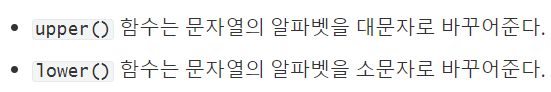 • upper() 함수는 문자열의 알파벳을 대문자로 바꾸어준다.
• lower() 함수는 문자열의 알파벳을 소문자로 바꾸어준다.